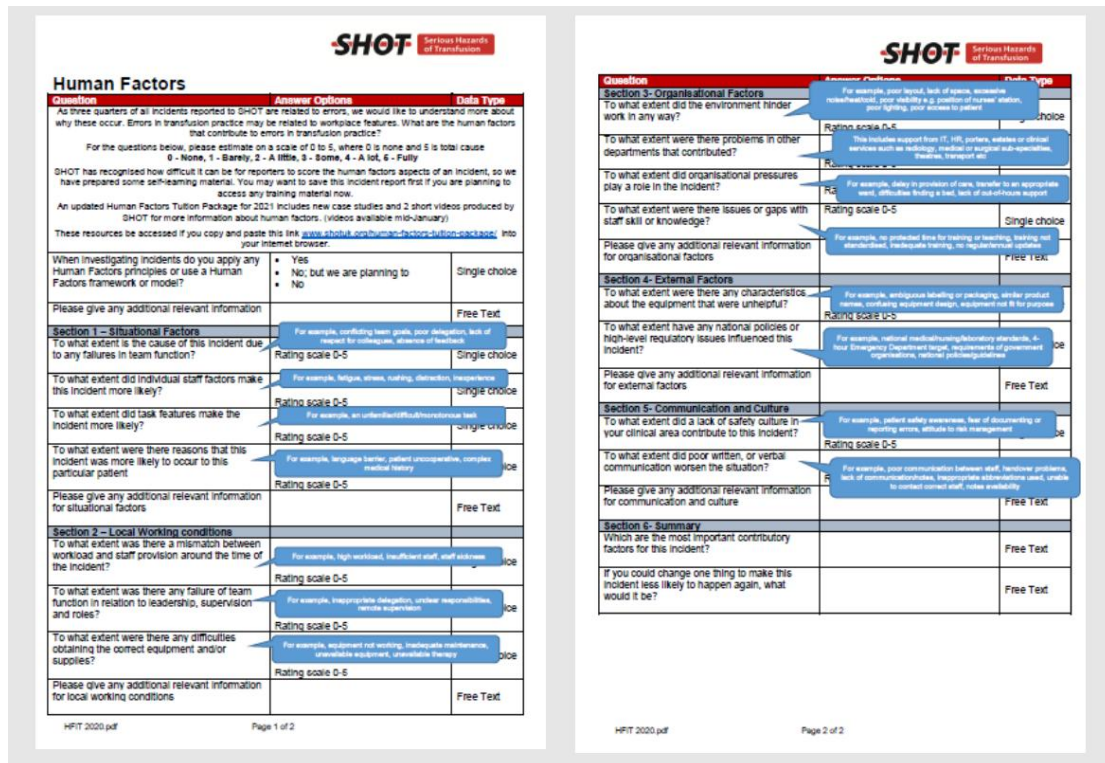 SHOT Serious Hazards
of Transfusion
Human Factors
Question Answer Options Data Type
As three quarters of all incidents reported to SHOT are related to errors, we would like to understand more about
why these occur. Errors in transfusion practice may be related to workplace features. What are the human factors
that contribute to errors in transfusion practice?
For the questions below, please estimate on a scale of 0 to 5, where 0 is none and 5 is total cause
0 - None, 1 - Barely, 2 - A little, 3 - Some, 4 - A lot, 5 - Fully
SHOT has recognised how difficult it can be for reporters to score the human factors aspects of an incident, so we
have prepared some self-learning material. You may want to save this incident report first if you are planning to
access any training material now.
An updated Human Factors Tuition Package for 2021 includes new case studies and 2 short videos produced by
SHOT for more information about human factors. (videos available mid-January)
These resources be accessed if you copy and paste this link www.shotuk.org/human-factors-tuition-package/ into
your internet browser.
When investigating incidents do you apply any
Human Factors principles or use a Human
Factors framework or model?
• Yes
• No; but we are planning to
• No
Single choice
Please give any additional relevant information
Free Text
Section 1 – Situational Factors
To what extent is the cause of this incident due
to any failures in team function?
For example, conflicting team goals, poor delegation, lack of
respect for colleagues, absence of feedback
Rating scale 0-5
Single choice
To what extent did individual staff factors make
this incident more likely?
For example, fatigue, stress, rushing, distraction, inexperience
Rating scale 0-5
Single choice
To what extent did task features make the
incident more likely?
For example, an unfamiliar/difficult/monotonous task
Rating scale 0-5
Single choice
To what extent were there reasons that this
incident was more likely to occur to this
particular patient
For example, language barrier, patient uncooperative, complex
medical history
Rating scale 0-5
Please give any additional relevant information
for situational factors
Free Text
Section 2 – Local Working conditions
To what extent was there a mismatch between
workload and staff provision around the time of
the incident?
For example, high workload, insufficient staff, staff sickness
Rating scale 0-5
To what extent was there any failure of team
function in relation to leadership, supervision
and roles?
For example, inappropriate delegation, unclear responsibilities,
remote supervision
Rating scale 0-5
To what extent were there any difficulties
obtaining the correct equipment and/or
supplies?
For example, equipment not working, inadequate maintenance,
unavailable equipment, unavailable therapy
Rating scale 0-5
Please give any additional relevant information
for local working conditions
Free Text
HFIT 2020.pdf Page 1 of 2
SHOT Serious Hazards
of Transfusion
Question Answer Options Data Type
Section 3- Organisational Factors
To what extent did the environment hinder
work in any way?
For example, poor layout, lack of space, excessive
noise/heat/cold, poor visibility e.g. position of nurses' station,
poor lighting, poor access to patient
Rating scale 0-5
To what extent were there problems in other
departments that contributed?
This includes support from IT, HR, porters, estates or clinical
services such as radiology, medical or surgical sub-specialties,
theatres, transport etc
To what extent did organisational pressures
play a role in the incident?
For example, delay in provision of care, transfer to an appropriate
ward, difficulties finding a bed, lack of out-of-hours support
To what extent were there issues or gaps with
staff skill or knowledge?
Rating scale 0-5
Single choice
For example, no protected time for training or teaching, training not
standardised, inadequate training, no regular/annual updates
Please give any additional relevant information
for organisational factors
Free Text
Section 4- External Factors
To what extent were there any characteristics
about the equipment that were unhelpful?
For example, ambiguous labelling or packaging, similar product
names, confusing equipment design, equipment not fit for purpose
Rating scale 0-5
To what extent have any national policies or
high-level regulatory issues influenced this
incident?
For example, national medical/nursing/laboratory standards, 4-
hour Emergency Department target, requirements of government
organisations, national policies/guidelines
Please give any additional relevant information
for external factors
Free Text
Section 5- Communication and Culture
To what extent did a lack of safety culture in
your clinical area contribute to this incident?
For example, patient safety awareness, fear of documenting or
reporting errors, attitude to risk management
Rating scale 0-5
To what extent did poor written, or verbal
communication worsen the situation?
For example, poor communication between staff, handover problems,
lack of communication/notes, inappropriate abbreviations used, unable
to contact correct staff, notes availability
Please give any additional relevant information
for communication and culture
Free Text
Section 6- Summary
Which are the most important contributory
factors for this incident?
Free Text
If you could change one thing to make this
incident less likely to happen again, what
would it be?
Free Text
HFIT 2020.pdf Page 2 of 2